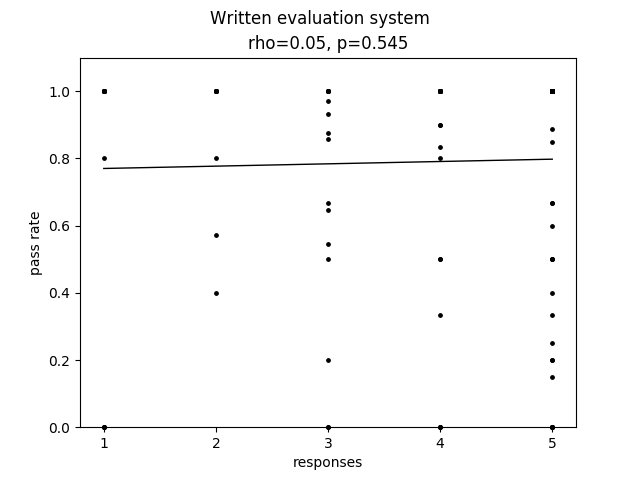 Written evaluation system
rho=0.05, p=0.545
1.0
0.8
0.6
0.4
0.2
0.0
pass rate
1 2 3 4 5
responses